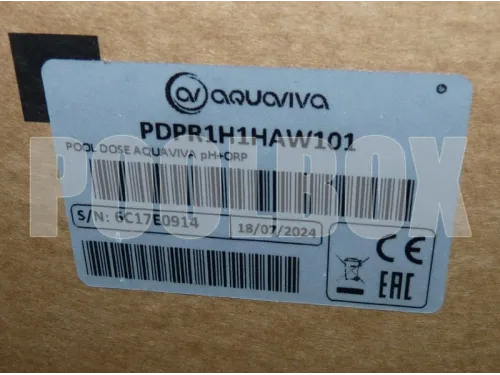 aquaviva
PDPR1H1HAW101
POOL DOSE AQUAVIVA pH+ORP
S/N: 6C17E0914
18/07/2024
CE
EAC
POOLBOX